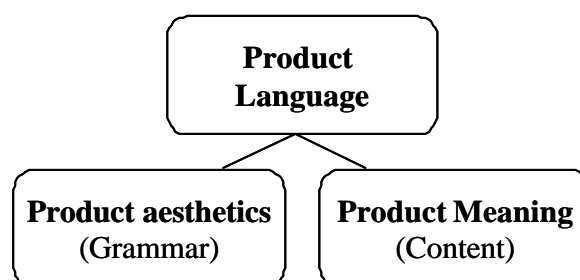 Product
Language
Product aesthetics
(Grammar)
Product Meaning
(Content)